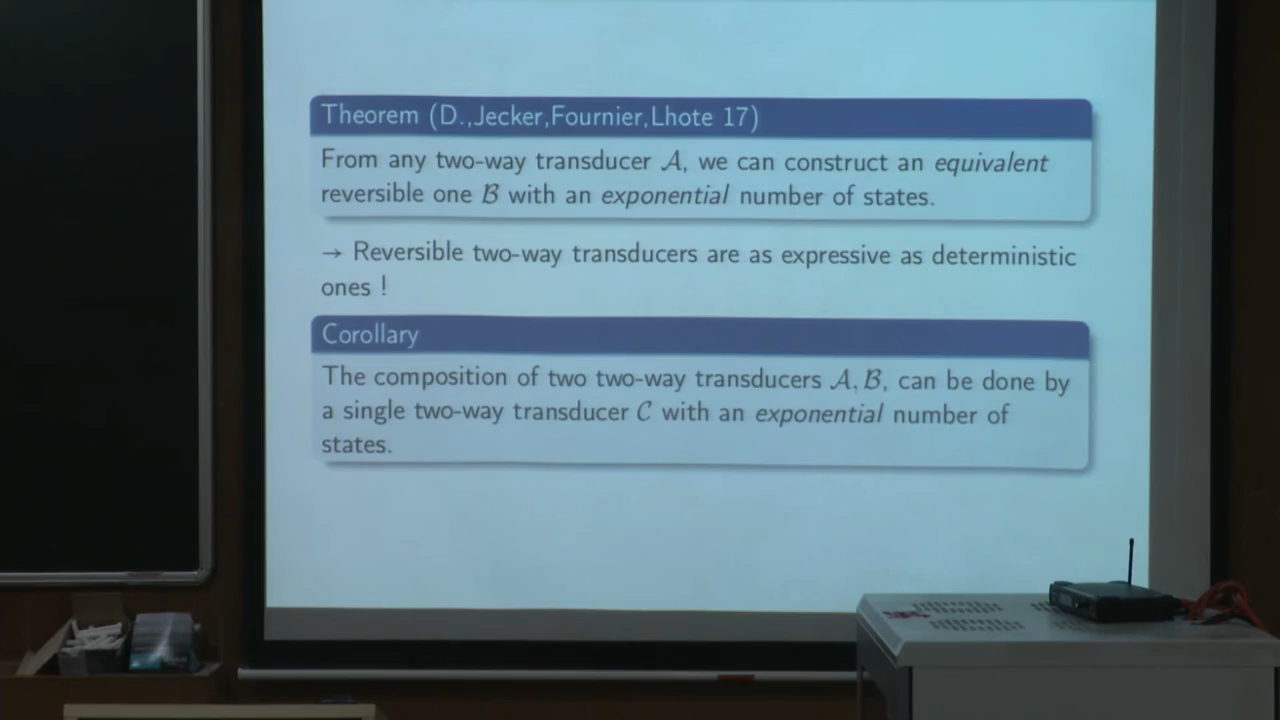 Theorem (D.,Jecker,Fournier,Lhote 17)
From any two-way transducer 𝒜, we can construct an equivalent
reversible one ℬ with an exponential number of states.
→ Reversible two-way transducers are as expressive as deterministic
ones !
Corollary
The composition of two two-way transducers 𝒜, ℬ, can be done by
a single two-way transducer 𝒞 with an exponential number of
states.